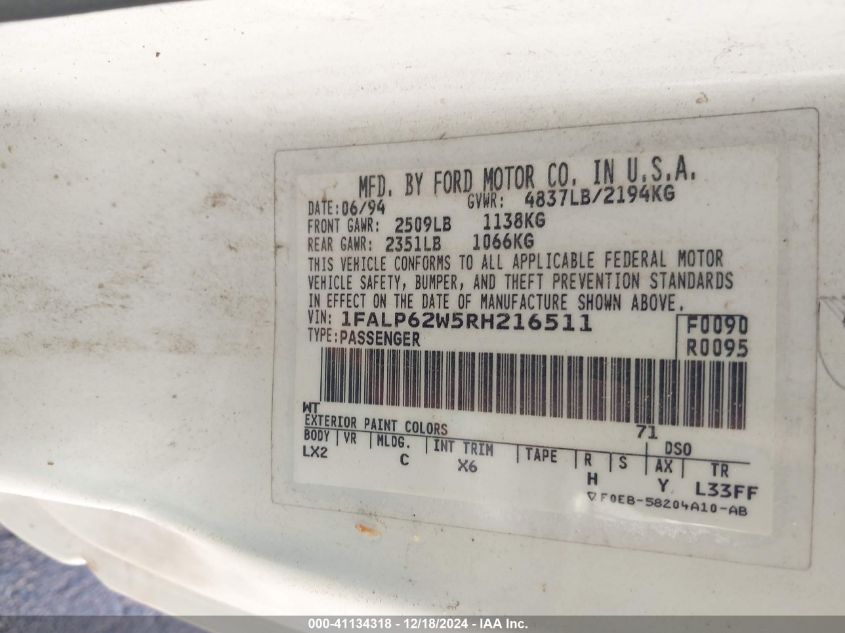 MFD. BY FORD MOTOR CO. IN U.S.A.
DATE:06/94 GVWR: 4837LB/2194KG
FRONT GAWR: 2509LB 1138KG
REAR GAWR: 2351LB 1066KG
THIS VEHICLE CONFORMS TO ALL APPLICABLE FEDERAL MOTOR
VEHICLE SAFETY, BUMPER, AND THEFT PREVENTION STANDARDS
IN EFFECT ON THE DATE OF MANUFACTURE SHOWN ABOVE.
VIN: 1FALP62W5RH216511 F0090
TYPE:PASSENGER R0095
WT
EXTERIOR PAINT COLORS 71 DSO
BODY VR MLDG. INT TRIM TAPE R S AX TR
LX2 C X6 H Y L33FF
F0EB-58204A10-AB
000-41134318 - 12/18/2024 - IAA Inc.